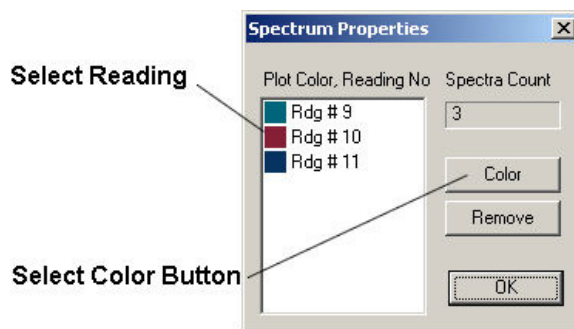 Spectrum Properties
Select Reading
Plot Color, Reading No
Spectra Count
Rdg # 9
3
Rdg # 10
Rdg # 11
Color
Remove
Select Color Button
OK